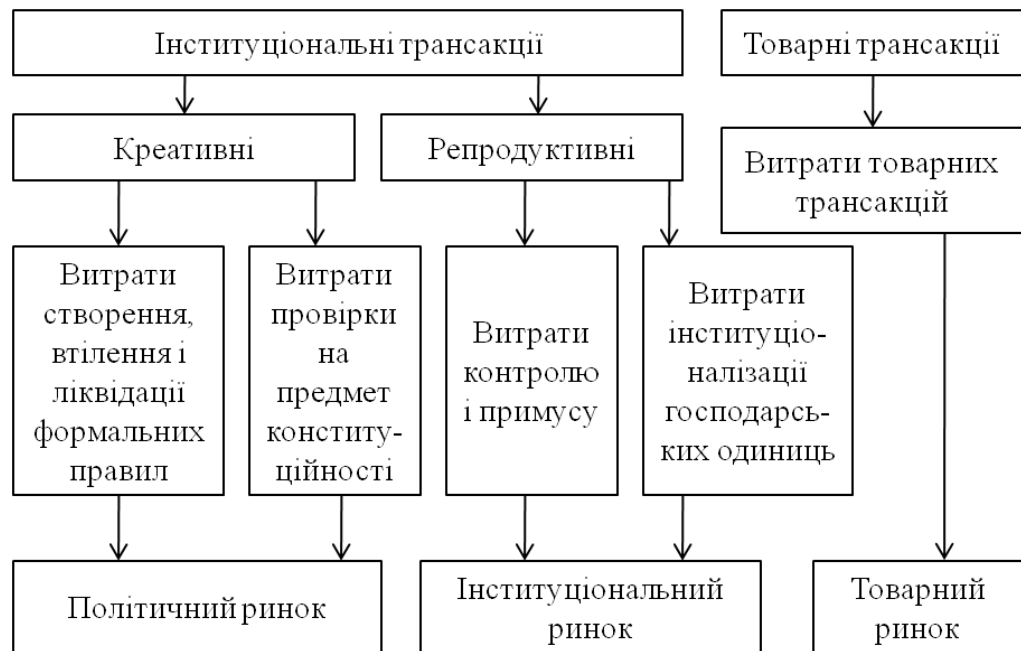 Інституціональні трансакції
Товарні трансакції
Креативні
Репродуктивні
Витрати товарних
трансакцій
Витрати
створення,
втілення і
ліквідації
формальних
правил
Витрати
провірки
на
предмет
конститу-
ційності
Витрати
контролю
і примусу
Витрати
інституціо-
налізації
господарсь-
ких одиниць
Політичний ринок
Інституціональний
ринок
Товарний
ринок